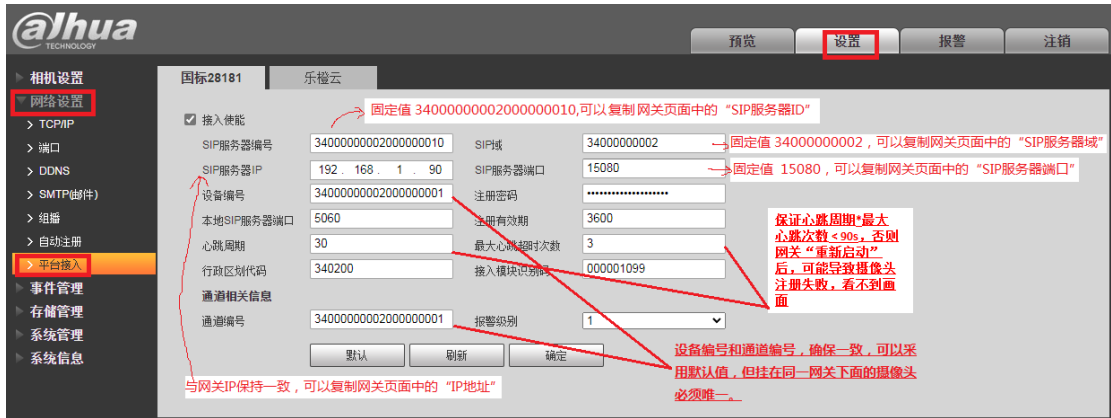 alhua
TECHNOLOGY
预览 设置 报警 注销
相机设置
网络设置
TCP/IP
端口
DDNS
SMTP(邮件)
组播
自动注册
平台接入
事件管理
存储管理
系统管理
系统信息
国标28181 乐橙云
固定值 34000000002000000010,可以复制网关页面中的“SIP服务器ID”
接入使能
SIP服务器编号 34000000002000000010 SIP域 34000000002 固定值 34000000002，可以复制网关页面中的“SIP服务器域”
SIP服务器IP 192. 168. 1 . 90 SIP服务器端口 15080 固定值 15080，可以复制网关页面中的“SIP服务器端口”
设备编号 34000000002000000001 注册密码 ••••••••••••••••••••
本地SIP服务器端口 5060 注册有效期 3600
心跳周期 30 最大心跳超时次数 3
行政区划代码 340200 接入模块识别码 000001099
保证心跳周期*最大
心跳次数＜90s，否则
网关“重新启动”
后，可能导致摄像头
注册失败，看不到画
面
通道相关信息
通道编号 34000000002000000001 报警级别 1
默认 刷新 确定
设备编号和通道编号，确保一致，可以采
用默认值，但挂在同一网关下面的摄像头
必须唯一。
与网关IP保持一致，可以复制网关页面中的“IP地址”